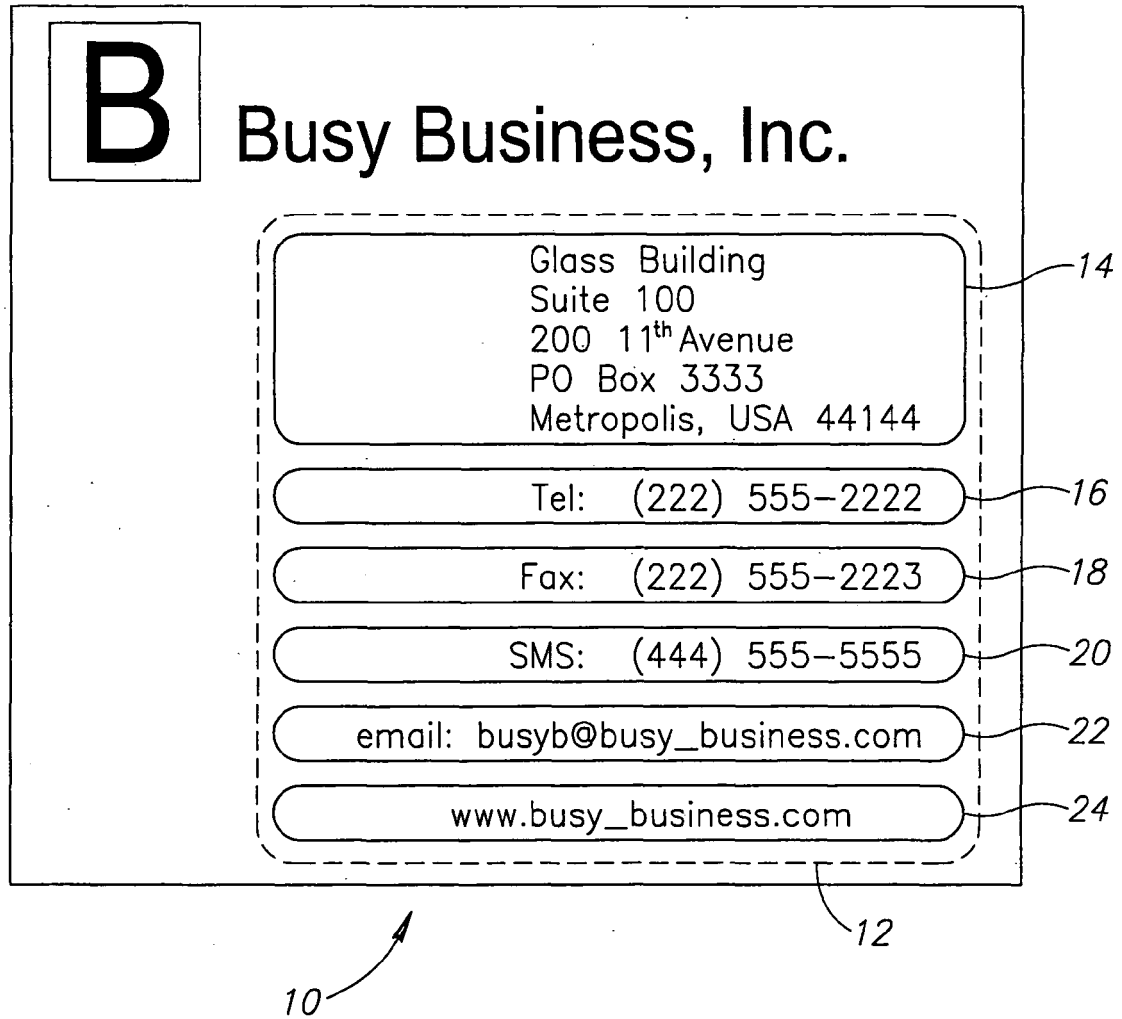 B
Busy Business, Inc.
Glass Building
Suite 100
200 11th Avenue
PO Box 3333
Metropolis, USA 44144
14
Tel: (222) 555-2222
16
Fax: (222) 555-2223
18
SMS: (444) 555-5555
20
email: busyb@busy_business.com
22
www.busy_business.com
24
12
10